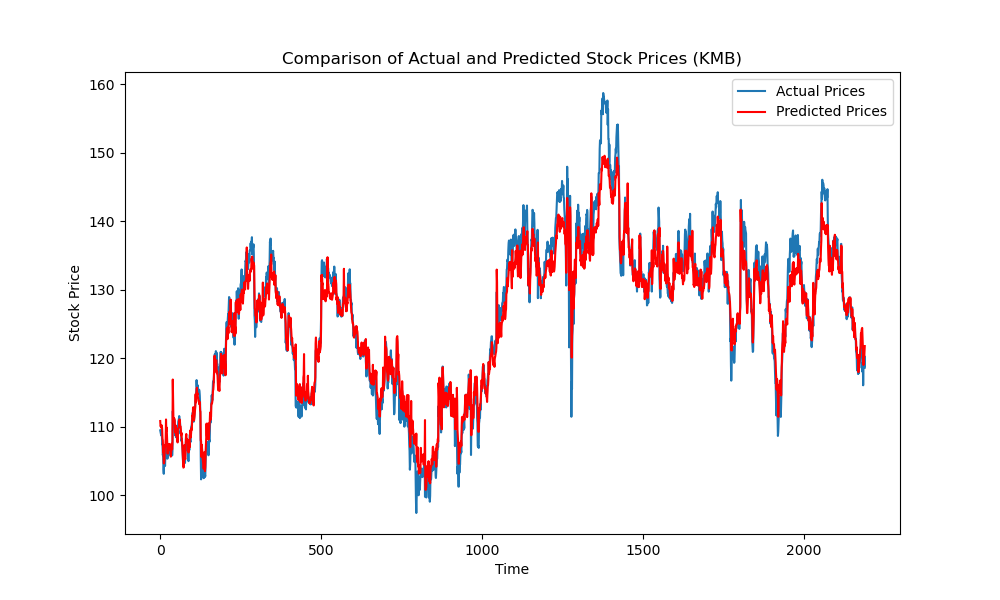 Comparison of Actual and Predicted Stock Prices (KMB)
Actual Prices
Predicted Prices
Stock Price
160
150
140
130
120
110
100
0 500 1000 1500 2000
Time